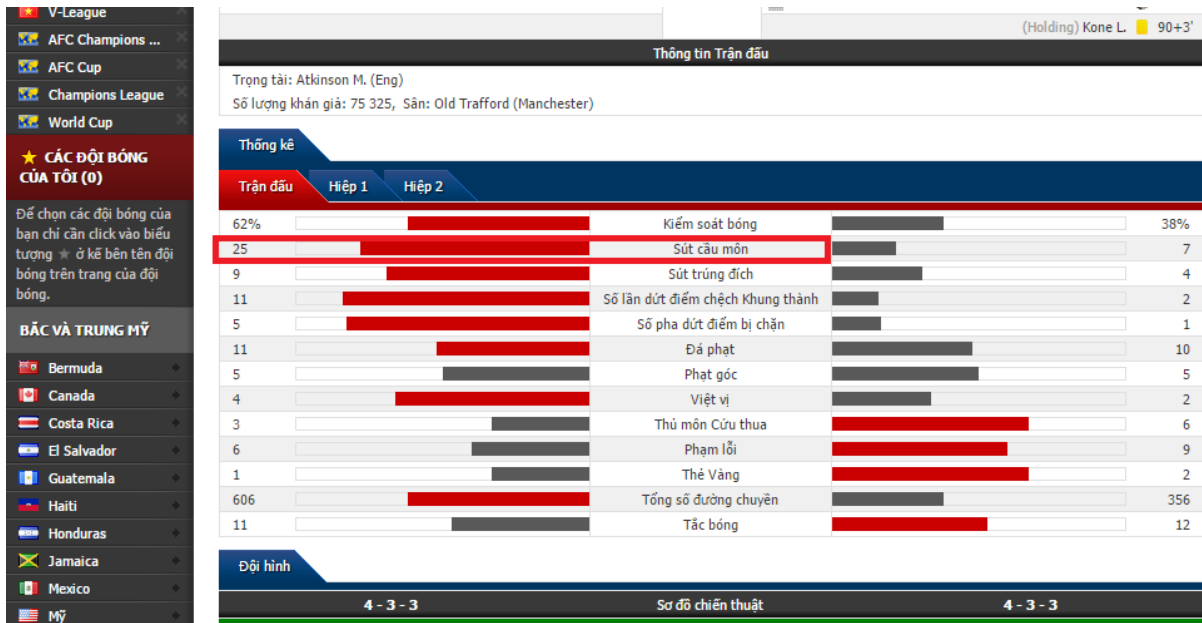 V-League
AFC Champions ...
AFC Cup
Champions League
World Cup
CÁC ĐỘI BÓNG
CỦA TÔI (0)
Để chọn các đội bóng của
bạn chỉ cần click vào biểu
tượng ★ ở kế bên tên đội
bóng trên trang của đội
bóng.
BẮC VÀ TRUNG MỸ
Bermuda
Canada
Costa Rica
El Salvador
Guatemala
Haiti
Honduras
Jamaica
Mexico
Mỹ
(Holding) Kone L. 90+3'
Thông tin Trận đấu
Trọng tài: Atkinson M. (Eng)
Số lượng khán giả: 75 325, Sân: Old Trafford (Manchester)
Thống kê
Trận đấu Hiệp 1 Hiệp 2
62% Kiểm soát bóng 38%
25 Sút cầu môn 7
9 Sút trúng đích 4
11 Số lần dứt điểm chệch Khung thành 2
5 Số pha dứt điểm bị chặn 1
11 Đá phạt 10
5 Phạt góc 5
4 Việt vị 2
3 Thủ môn Cứu thua 6
6 Phạm lỗi 9
1 Thẻ Vàng 2
606 Tổng số đường chuyền 356
11 Tắc bóng 12
Đội hình
4 - 3 - 3 Sơ đồ chiến thuật 4 - 3 - 3